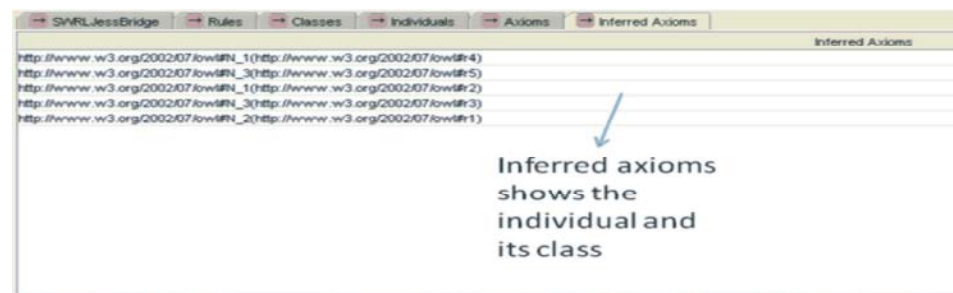 SWRLJessBridge Rules Classes Individuals Axioms Inferred Axioms
Inferred Axioms
http://www.w3.org/2002/07/owl#N_1(http://www.w3.org/2002/07/owl#r4)
http://www.w3.org/2002/07/owl#N_3(http://www.w3.org/2002/07/owl#r5)
http://www.w3.org/2002/07/owl#N_1(http://www.w3.org/2002/07/owl#r2)
http://www.w3.org/2002/07/owl#N_3(http://www.w3.org/2002/07/owl#r3)
http://www.w3.org/2002/07/owl#N_2(http://www.w3.org/2002/07/owl#r1)
Inferred axioms
shows the
individual and
its class